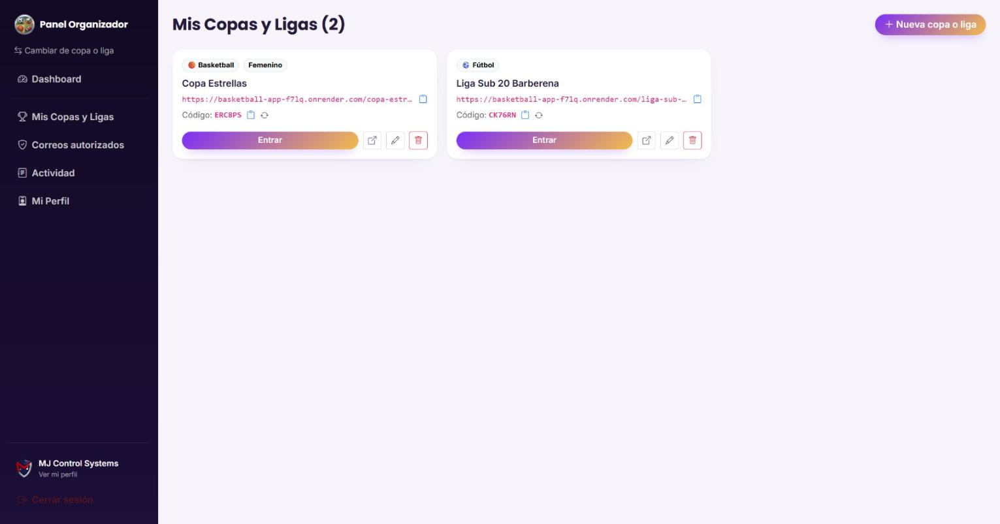 Panel Organizador
Cambiar de copa o liga
Dashboard
Mis Copas y Ligas
Correos autorizados
Actividad
Mi Perfil
MJ Control Systems
Ver mi perfil
Cerrar sesión
Mis Copas y Ligas (2)
+ Nueva copa o liga
Basketball Femenino
Copa Estrellas
https://basketball-app-f7lq.onrender.com/copa-estr…
Código: ERC8PS
Entrar
Fútbol
Liga Sub 20 Barberena
https://basketball-app-f7lq.onrender.com/liga-sub-…
Código: CK76RN
Entrar